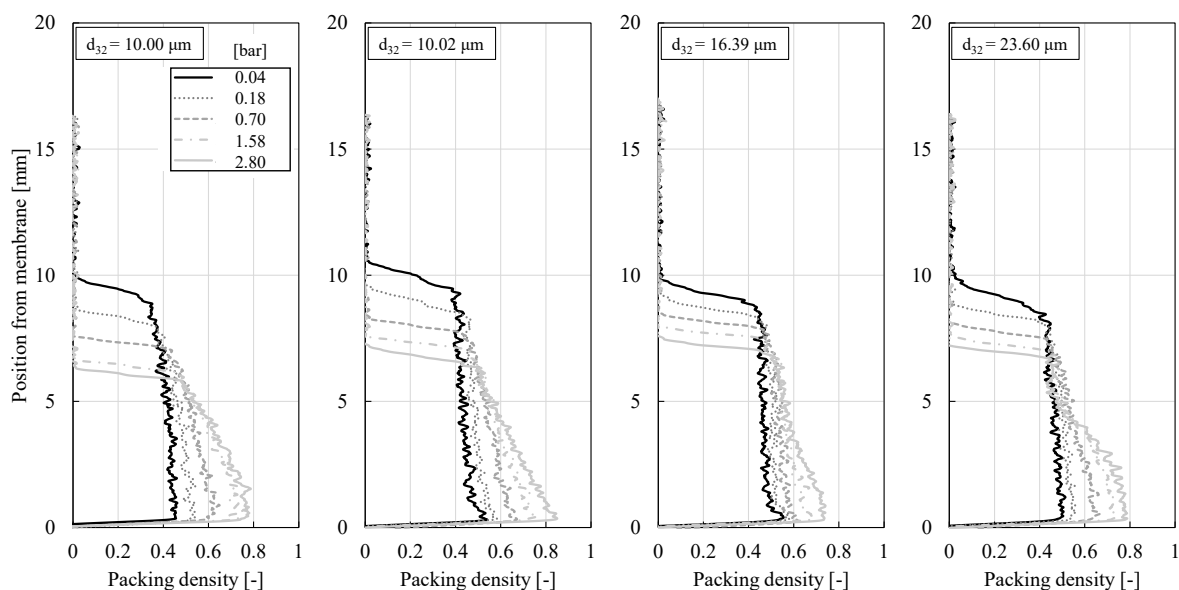 d32 = 10.00 µm
[bar]
0.04
0.18
0.70
1.58
2.80
d32 = 10.02 µm
d32 = 16.39 µm
d32 = 23.60 µm
Position from membrane [mm]
20
15
10
5
0
0 0.2 0.4 0.6 0.8 1
Packing density [-]
20
15
10
5
0
0 0.2 0.4 0.6 0.8 1
Packing density [-]
20
15
10
5
0
0 0.2 0.4 0.6 0.8 1
Packing density [-]
20
15
10
5
0
0 0.2 0.4 0.6 0.8 1
Packing density [-]